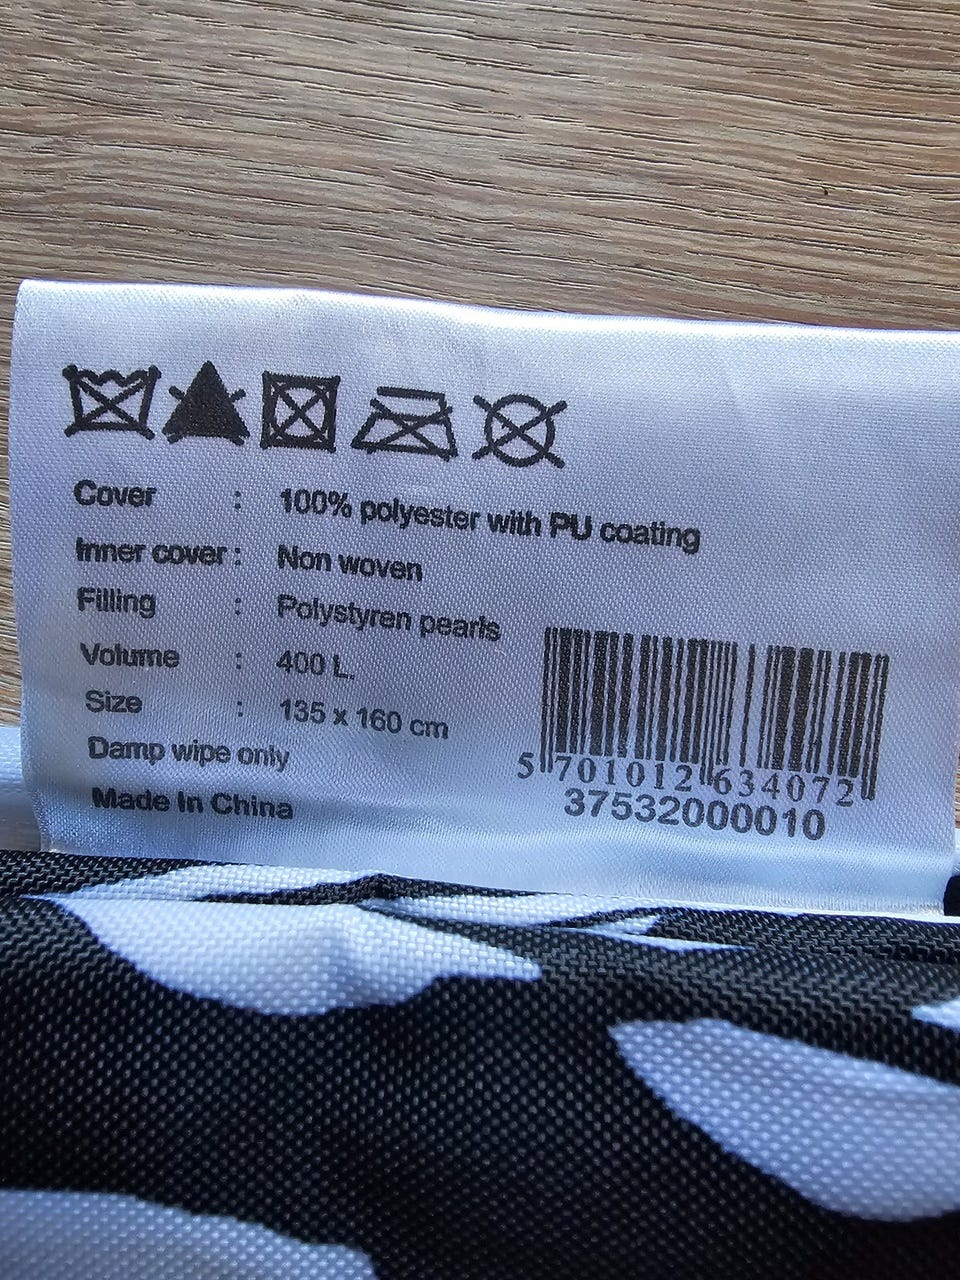 Cover : 100% polyester with PU coating
Inner cover : Non woven
Filling : Polystyren pearls
Volume : 400 L.
Size : 135 x 160 cm
Damp wipe only
Made In China
5 701012 634072
37532000010